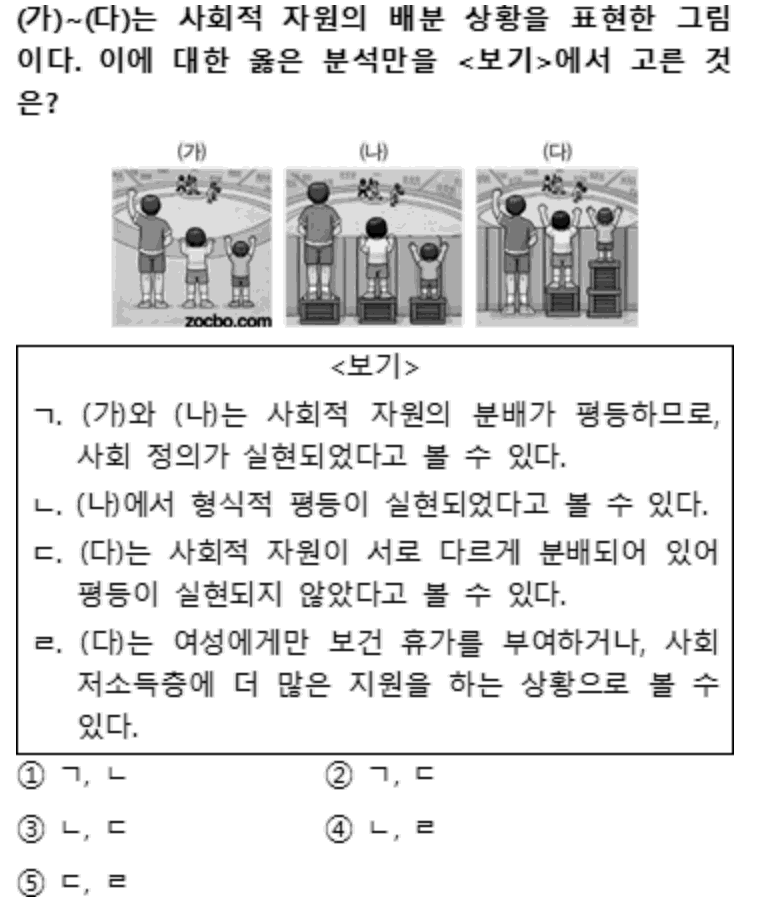 (가)~(다)는 사회적 자원의 배분 상황을 표현한 그림
이다. 이에 대한 옳은 분석만을 <보기>에서 고른 것
은?
(가) (나) (다)
zocbo.com
<보기>
ㄱ. (가)와 (나)는 사회적 자원의 분배가 평등하므로,
사회 정의가 실현되었다고 볼 수 있다.
ㄴ. (나)에서 형식적 평등이 실현되었다고 볼 수 있다.
ㄷ. (다)는 사회적 자원이 서로 다르게 분배되어 있어
평등이 실현되지 않았다고 볼 수 있다.
ㄹ. (다)는 여성에게만 보건 휴가를 부여하거나, 사회
저소득층에 더 많은 지원을 하는 상황으로 볼 수
있다.
① ㄱ, ㄴ ② ㄱ, ㄷ
③ ㄴ, ㄷ ④ ㄴ, ㄹ
⑤ ㄷ, ㄹ